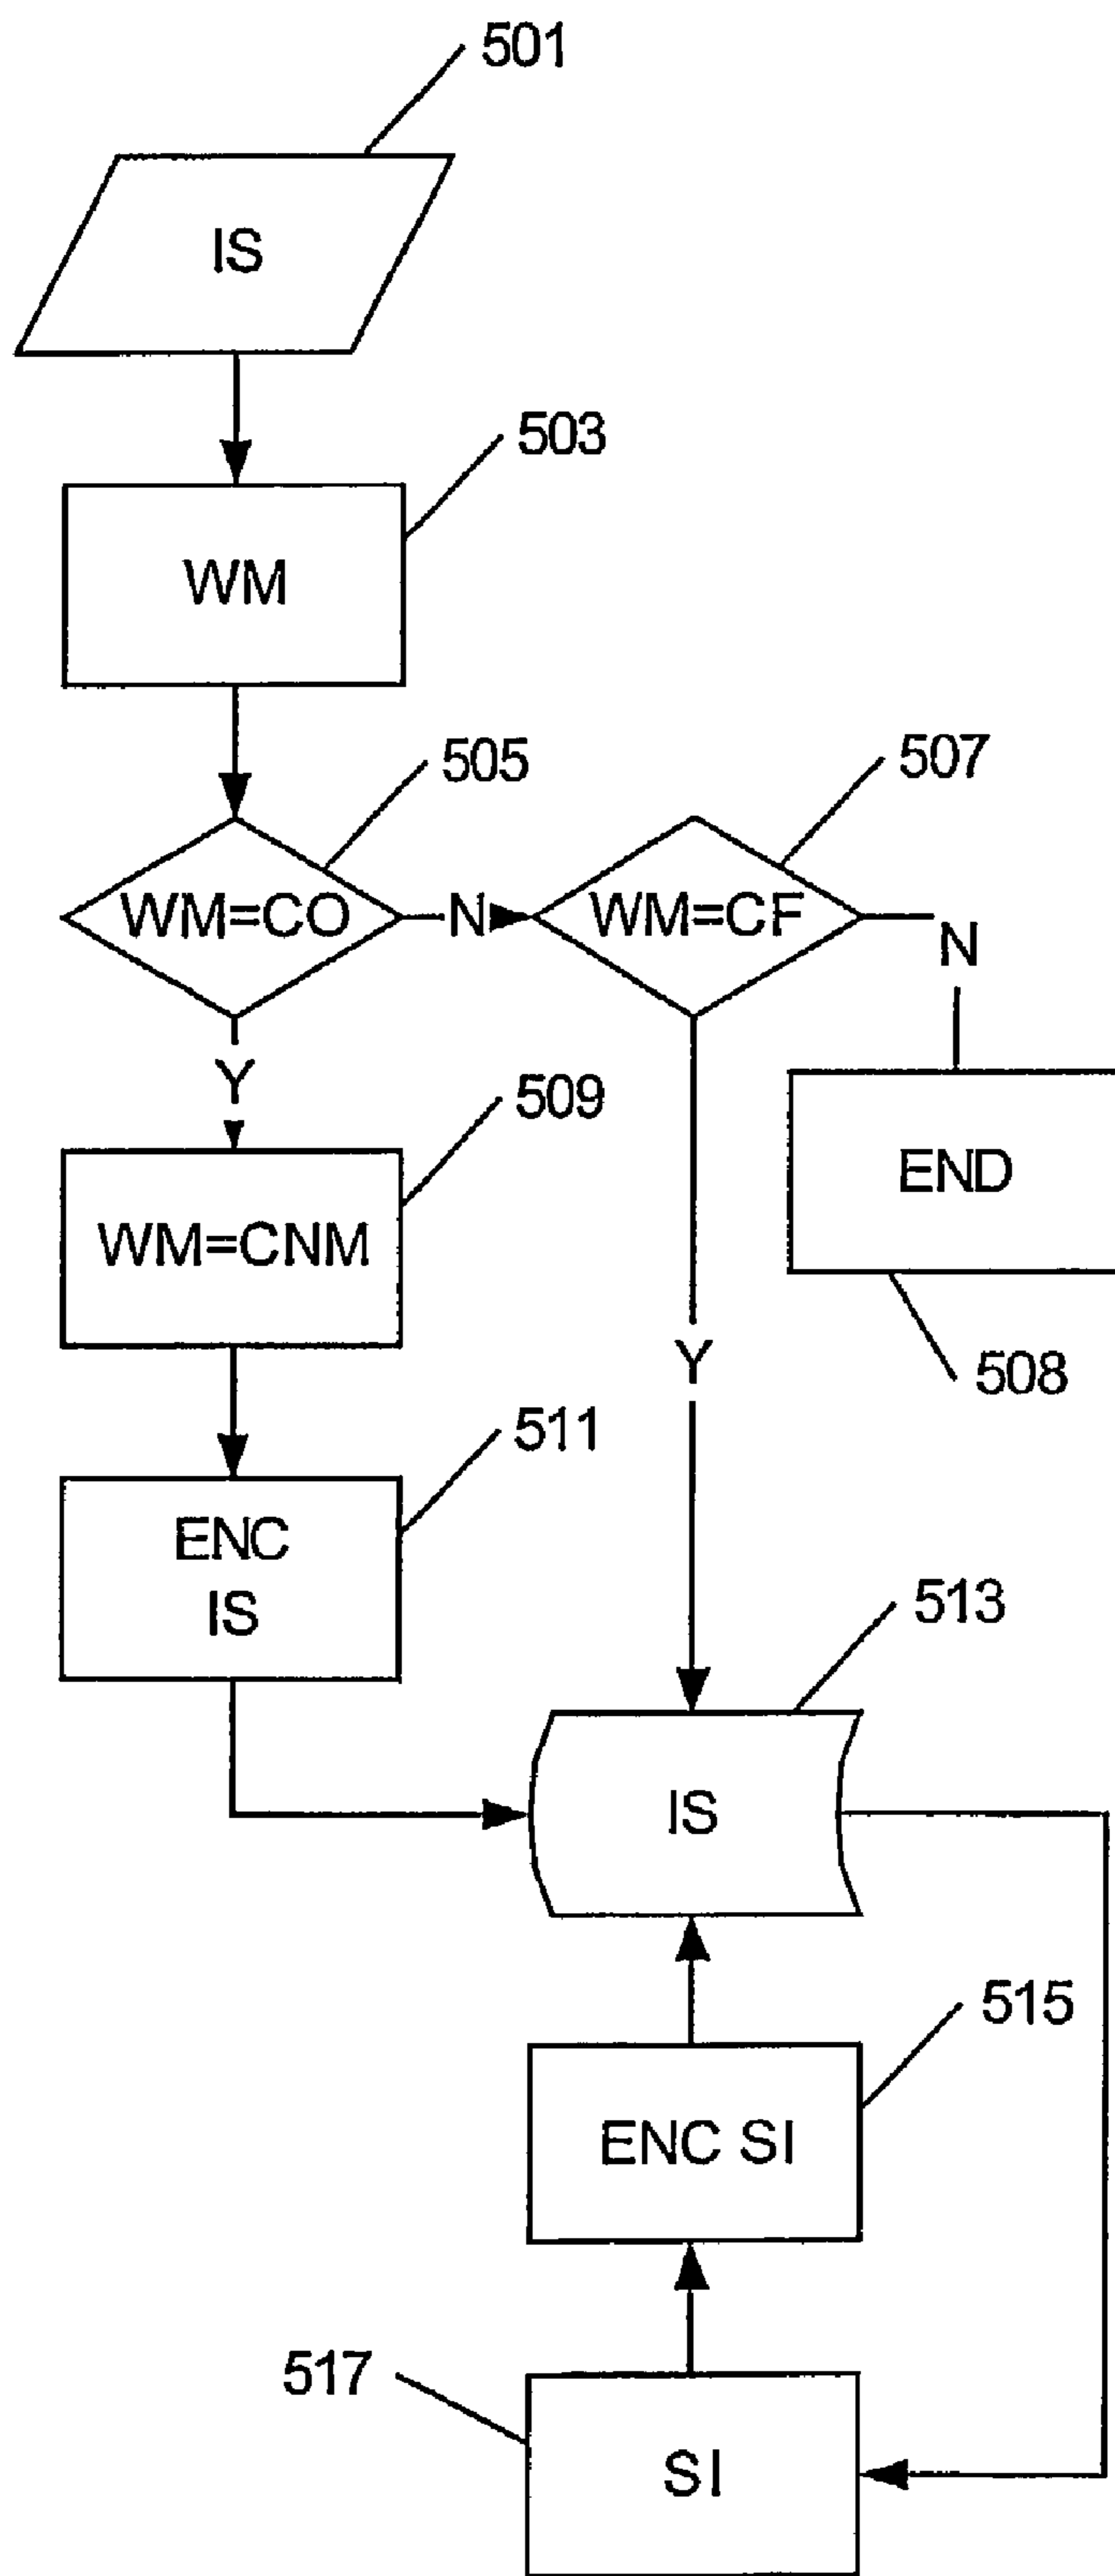 501
IS
503
WM
505
507
WM=CO
N
WM=CF
N
Y
509
END
WM=CNM
508
Y
511
ENC
IS
513
IS
515
ENC SI
517
SI